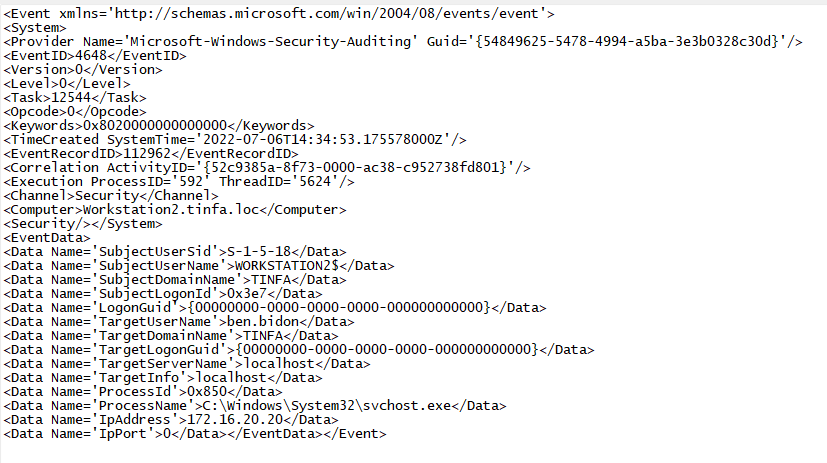 <Event xmlns='http://schemas.microsoft.com/win/2004/08/events/event'>
<System>
<Provider Name='Microsoft-Windows-Security-Auditing' Guid='{54849625-5478-4994-a5ba-3e3b0328c30d}'/>
<EventID>4648</EventID>
<Version>0</Version>
<Level>0</Level>
<Task>12544</Task>
<Opcode>0</Opcode>
<Keywords>0x8020000000000000</Keywords>
<TimeCreated SystemTime='2022-07-06T14:34:53.175578000Z'/>
<EventRecordID>112962</EventRecordID>
<Correlation ActivityID='{52c9385a-8f73-0000-ac38-c952738fd801}'/>
<Execution ProcessID='592' ThreadID='5624'/>
<Channel>Security</Channel>
<Computer>Workstation2.tinfa.loc</Computer>
<Security/></System>
<EventData>
<Data Name='SubjectUserSid'>S-1-5-18</Data>
<Data Name='SubjectUserName'>WORKSTATION2$</Data>
<Data Name='SubjectDomainName'>TINFA</Data>
<Data Name='SubjectLogonId'>0x3e7</Data>
<Data Name='LogonGuid'>{00000000-0000-0000-0000-000000000000}</Data>
<Data Name='TargetUserName'>ben.bidon</Data>
<Data Name='TargetDomainName'>TINFA</Data>
<Data Name='TargetLogonGuid'>{00000000-0000-0000-0000-000000000000}</Data>
<Data Name='TargetServerName'>localhost</Data>
<Data Name='TargetInfo'>localhost</Data>
<Data Name='ProcessId'>0x850</Data>
<Data Name='ProcessName'>C:\Windows\System32\svchost.exe</Data>
<Data Name='IpAddress'>172.16.20.20</Data>
<Data Name='IpPort'>0</Data></EventData></Event>